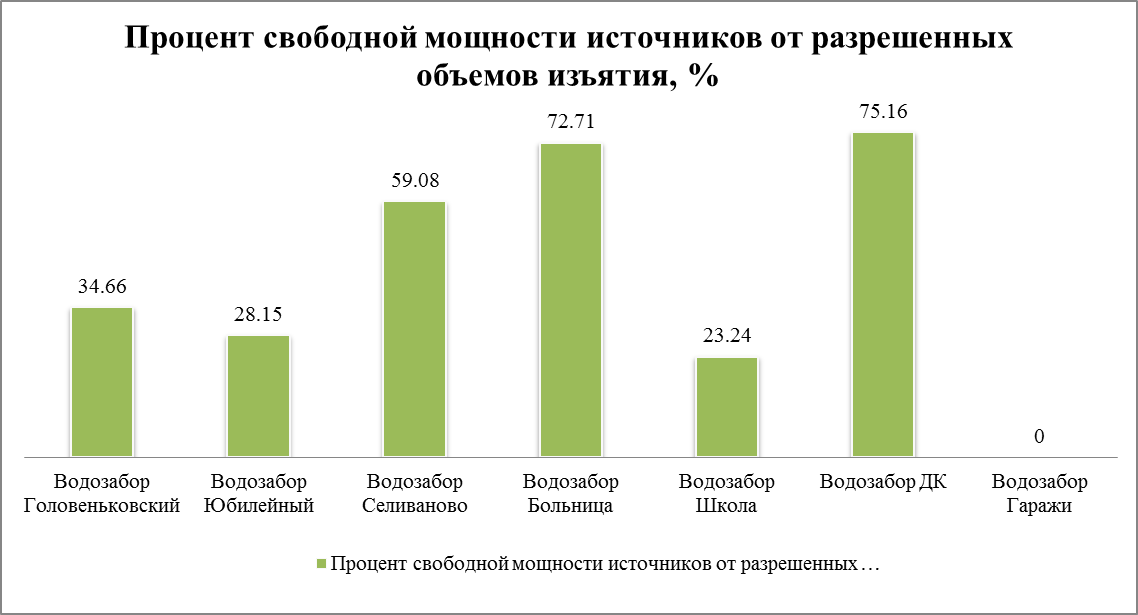 Процент свободной мощности источников от разрешенных
объемов изъятия, %
34.66
28.15
59.08
72.71
23.24
75.16
0
Водозабор
Головеньковский
Водозабор
Юбилейный
Водозабор
Селиваново
Водозабор
Больница
Водозабор
Школа
Водозабор ДК
Водозабор
Гаражи
Процент свободной мощности источников от разрешенных …